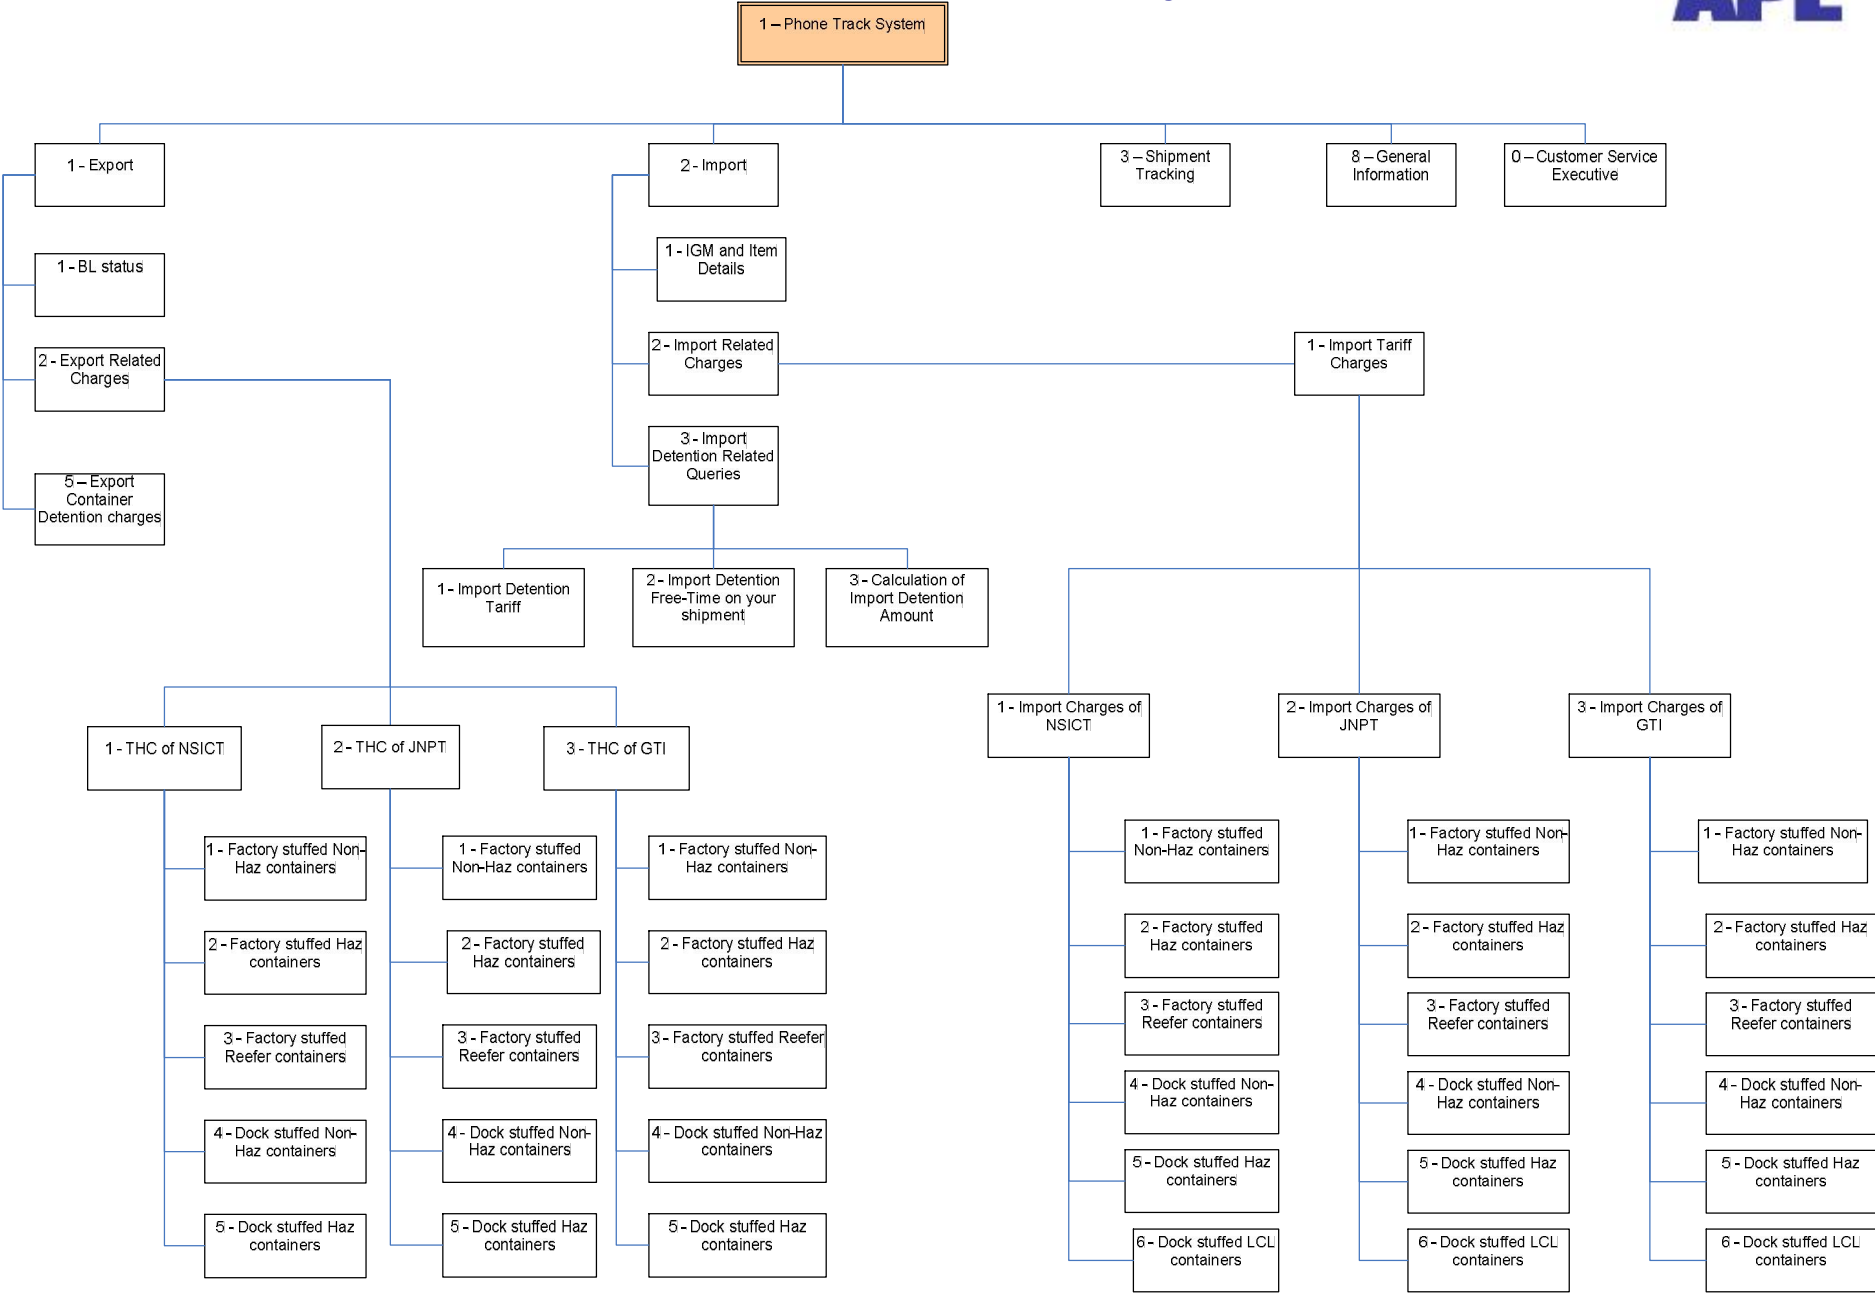 APL
1 – Phone Track System
1 - Export
2 - Import
3 – Shipment
Tracking
8 – General
Information
0 – Customer Service
Executive
1 - BL status
2 - Export Related
Charges
5 – Export
Container
Detention charges
1 - IGM and Item
Details
2 - Import Related
Charges
3 - Import
Detention Related
Queries
1 - Import Tariff
Charges
1 - Import Detention
Tariff
2 - Import Detention
Free-Time on your
shipment
3 - Calculation of
Import Detention
Amount
1 - THC of NSICT
2 - THC of JNPT
3 - THC of GTI
1 - Import Charges of
NSICT
2 - Import Charges of
JNPT
3 - Import Charges of
GTI
1 - Factory stuffed Non-
Haz containers
2 - Factory stuffed Haz
containers
3 - Factory stuffed
Reefer containers
4 - Dock stuffed Non-
Haz containers
5 - Dock stuffed Haz
containers
1 - Factory stuffed
Non-Haz containers
2 - Factory stuffed
Haz containers
3 - Factory stuffed
Reefer containers
4 - Dock stuffed Non-
Haz containers
5 - Dock stuffed Haz
containers
1 - Factory stuffed Non-
Haz containers
2 - Factory stuffed Haz
containers
3 - Factory stuffed Reefer
containers
4 - Dock stuffed Non-Haz
containers
5 - Dock stuffed Haz
containers
1 - Factory stuffed
Non-Haz containers
2 - Factory stuffed
Haz containers
3 - Factory stuffed
Reefer containers
4 - Dock stuffed Non-
Haz containers
5 - Dock stuffed Haz
containers
6 - Dock stuffed LCL
containers
1 - Factory stuffed Non-
Haz containers
2 - Factory stuffed Haz
containers
3 - Factory stuffed
Reefer containers
4 - Dock stuffed Non-
Haz containers
5 - Dock stuffed Haz
containers
6 - Dock stuffed LCL
containers
1 - Factory stuffed Non-
Haz containers
2 - Factory stuffed Haz
containers
3 - Factory stuffed
Reefer containers
4 - Dock stuffed Non-
Haz containers
5 - Dock stuffed Haz
containers
6 - Dock stuffed LCL
containers